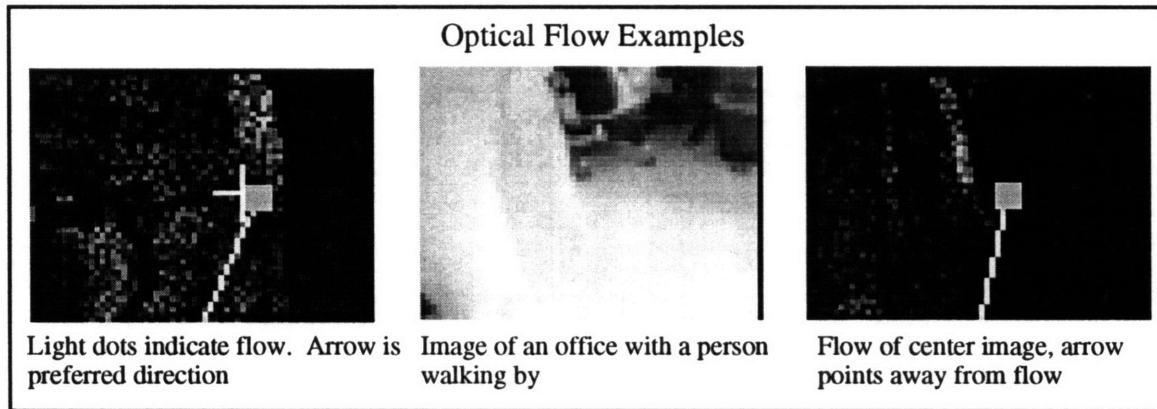 Optical Flow Examples
Light dots indicate flow.  Arrow is
preferred direction
Image of an office with a person
walking by
Flow of center image, arrow
points away from flow